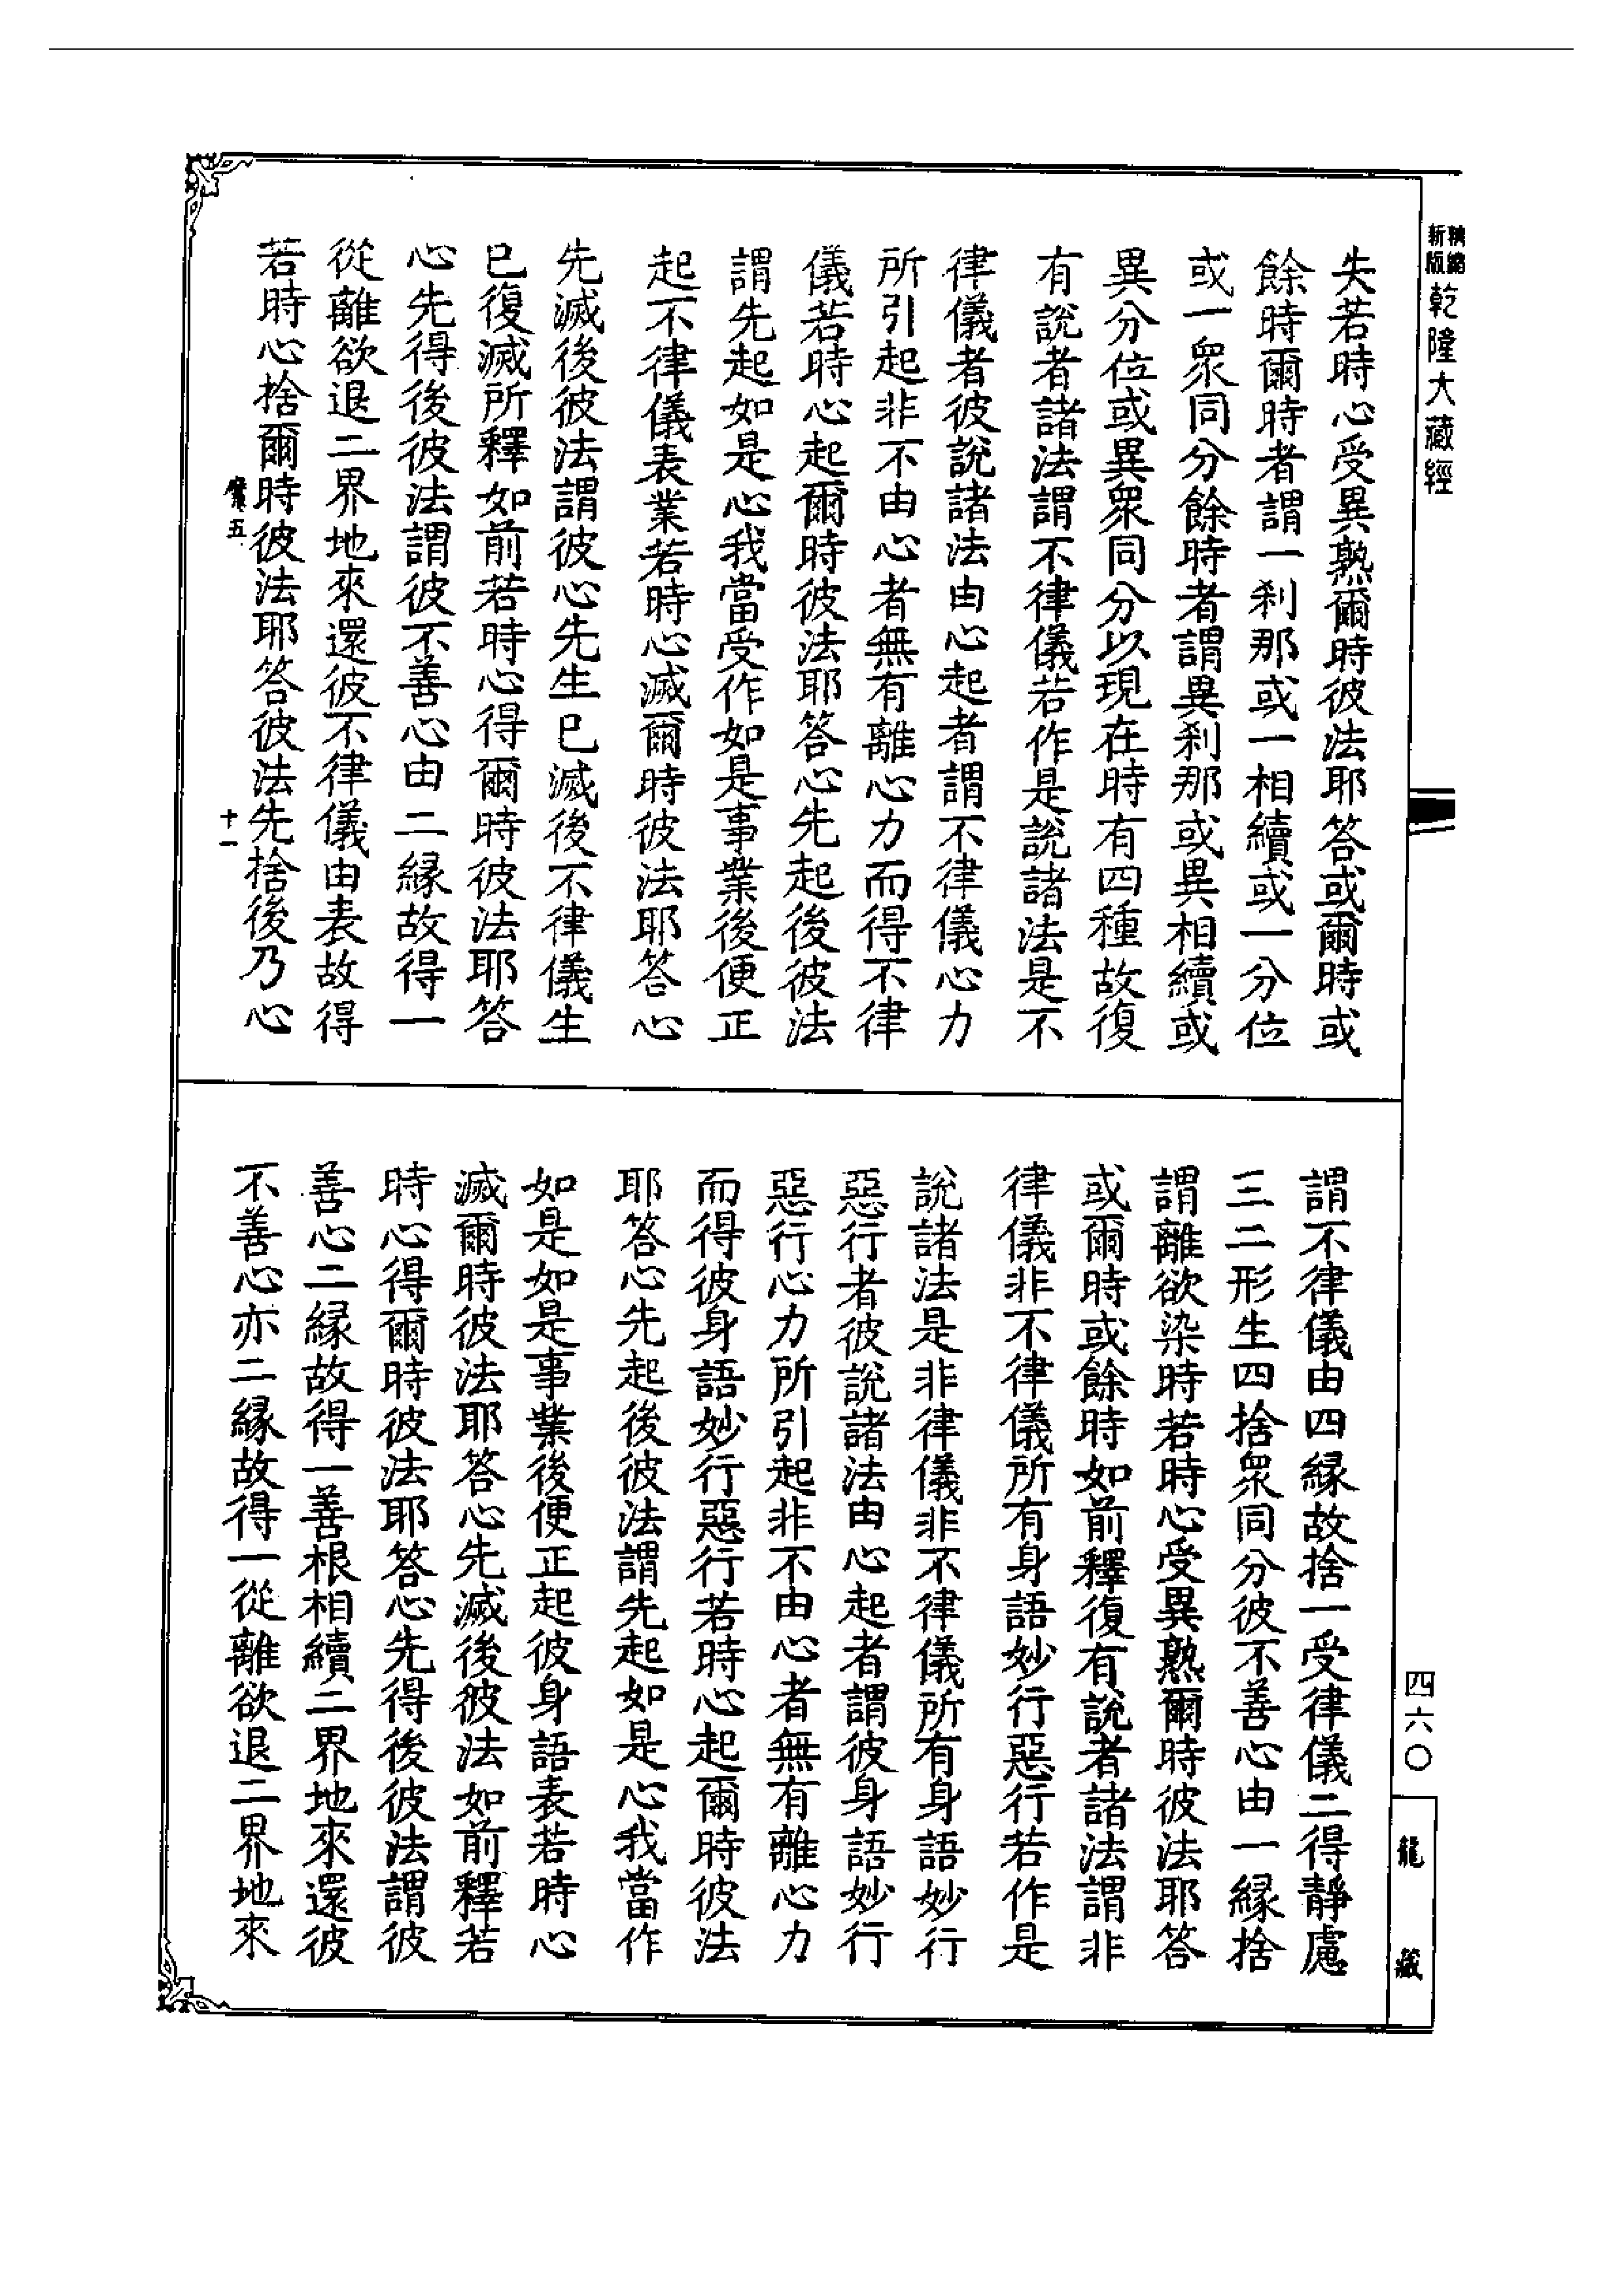 精縮
新版
乾隆大藏經
失若時心受異熟爾時彼法耶答或爾時或
餘時爾時者謂一刹那或一相續或一分位
或一衆同分餘時者謂異刹那或異相續或
異分位或異衆同分以現在時有四種故復
有說者諸法謂不律儀若作是說諸法是不
律儀者彼說諸法由心起者謂不律儀心力
所引起非不由心者無有離心力而得不律
儀若時心起爾時彼法耶答心先起後彼法
謂先起如是心我當受作如是事業後便正
起不律儀表業若時心滅爾時彼法耶答心
先滅後彼法謂彼心先生已滅後不律儀生
已復滅所釋如前若時心得爾時彼法耶答
心先得後彼法謂彼不善心由二緣故得一
從離欲退二界地來還彼不律儀由表故得
若時心捨爾時彼法耶答彼法先捨後乃心
五
十一
謂不律儀由四緣故捨一受律儀二得靜慮
三二形生四捨衆同分彼不善心由一緣捨
謂離欲染時若時心受異熟爾時彼法耶答
或爾時或餘時如前釋復有說者諸法謂非
律儀非不律儀所有身語妙行惡行若作是
說諸法是非律儀非不律儀所有身語妙行
惡行者彼說諸法由心起者謂彼身語妙行
惡行心力所引起非不由心者無有離心力
而得彼身語妙行惡行若時心起爾時彼法
耶答心先起後彼法謂先起如是心我當作
如是如是事業後便正起彼身語表若時心
滅爾時彼法耶答心先滅後彼法如前釋若
時心得爾時彼法耶答心先得後彼法謂彼
善心二緣故得一善根相續二界地來還彼
不善心亦二緣故得一從離欲退二界地來
四六〇
龍藏